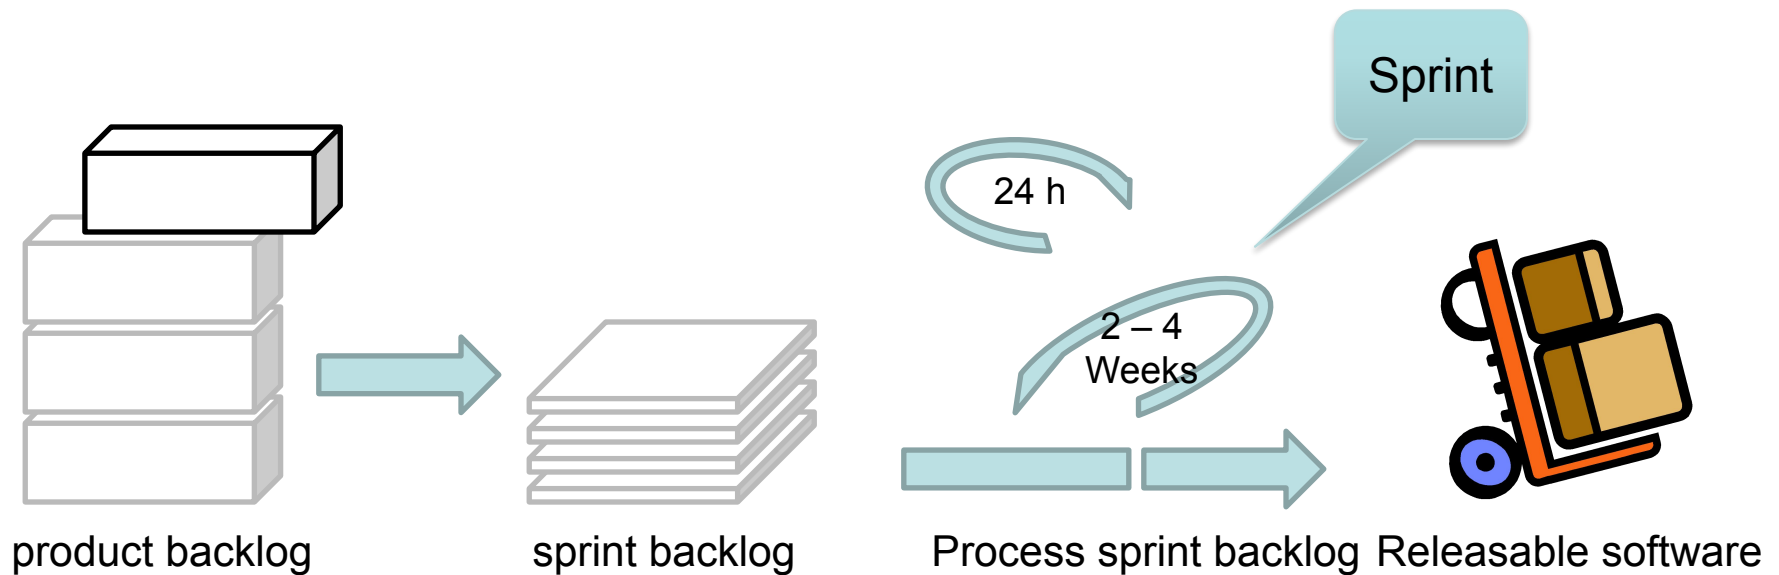 Sprint
24 h
2 – 4
Weeks
product backlog
sprint backlog
Process sprint backlog
Releasable software